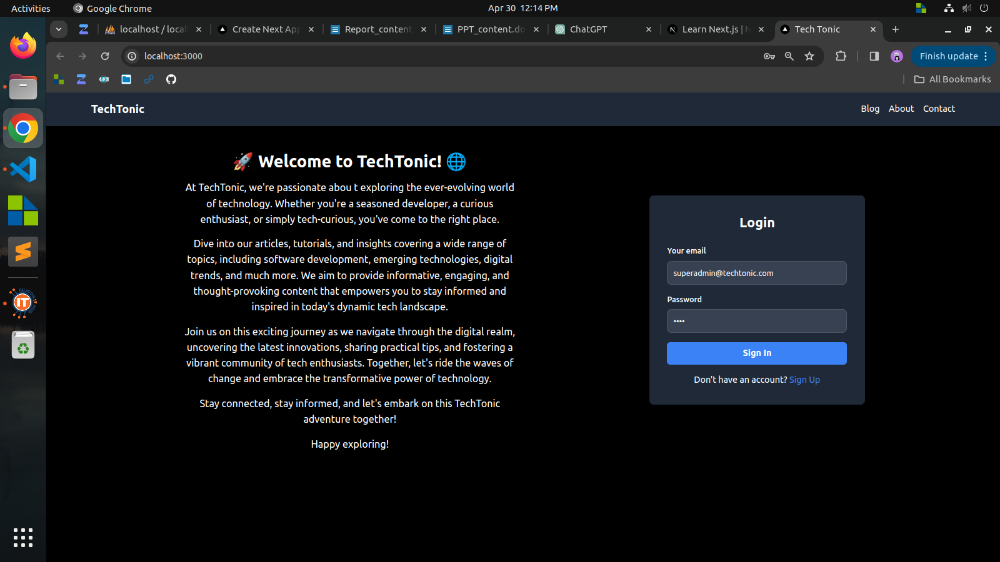 Activities
Google Chrome
Apr 30 12:14 PM
localhost / local
Create Next App
Report_content
PPT_content.do
ChatGPT
Learn Next.js | N
Tech Tonic
localhost:3000
Finish update
All Bookmarks
TechTonic
Blog
About
Contact
🚀 Welcome to TechTonic! 🌐
At TechTonic, we're passionate abou t exploring the ever-evolving world
of technology. Whether you're a seasoned developer, a curious
enthusiast, or simply tech-curious, you've come to the right place.
Dive into our articles, tutorials, and insights covering a wide range of
topics, including software development, emerging technologies, digital
trends, and much more. We aim to provide informative, engaging, and
thought-provoking content that empowers you to stay informed and
inspired in today's dynamic tech landscape.
Join us on this exciting journey as we navigate through the digital realm,
uncovering the latest innovations, sharing practical tips, and fostering a
vibrant community of tech enthusiasts. Together, let's ride the waves of
change and embrace the transformative power of technology.
Stay connected, stay informed, and let's embark on this TechTonic
adventure together!
Happy exploring!
Login
Your email
superadmin@techtonic.com
Password
••••
Sign In
Don't have an account? Sign Up
SILICON
IT